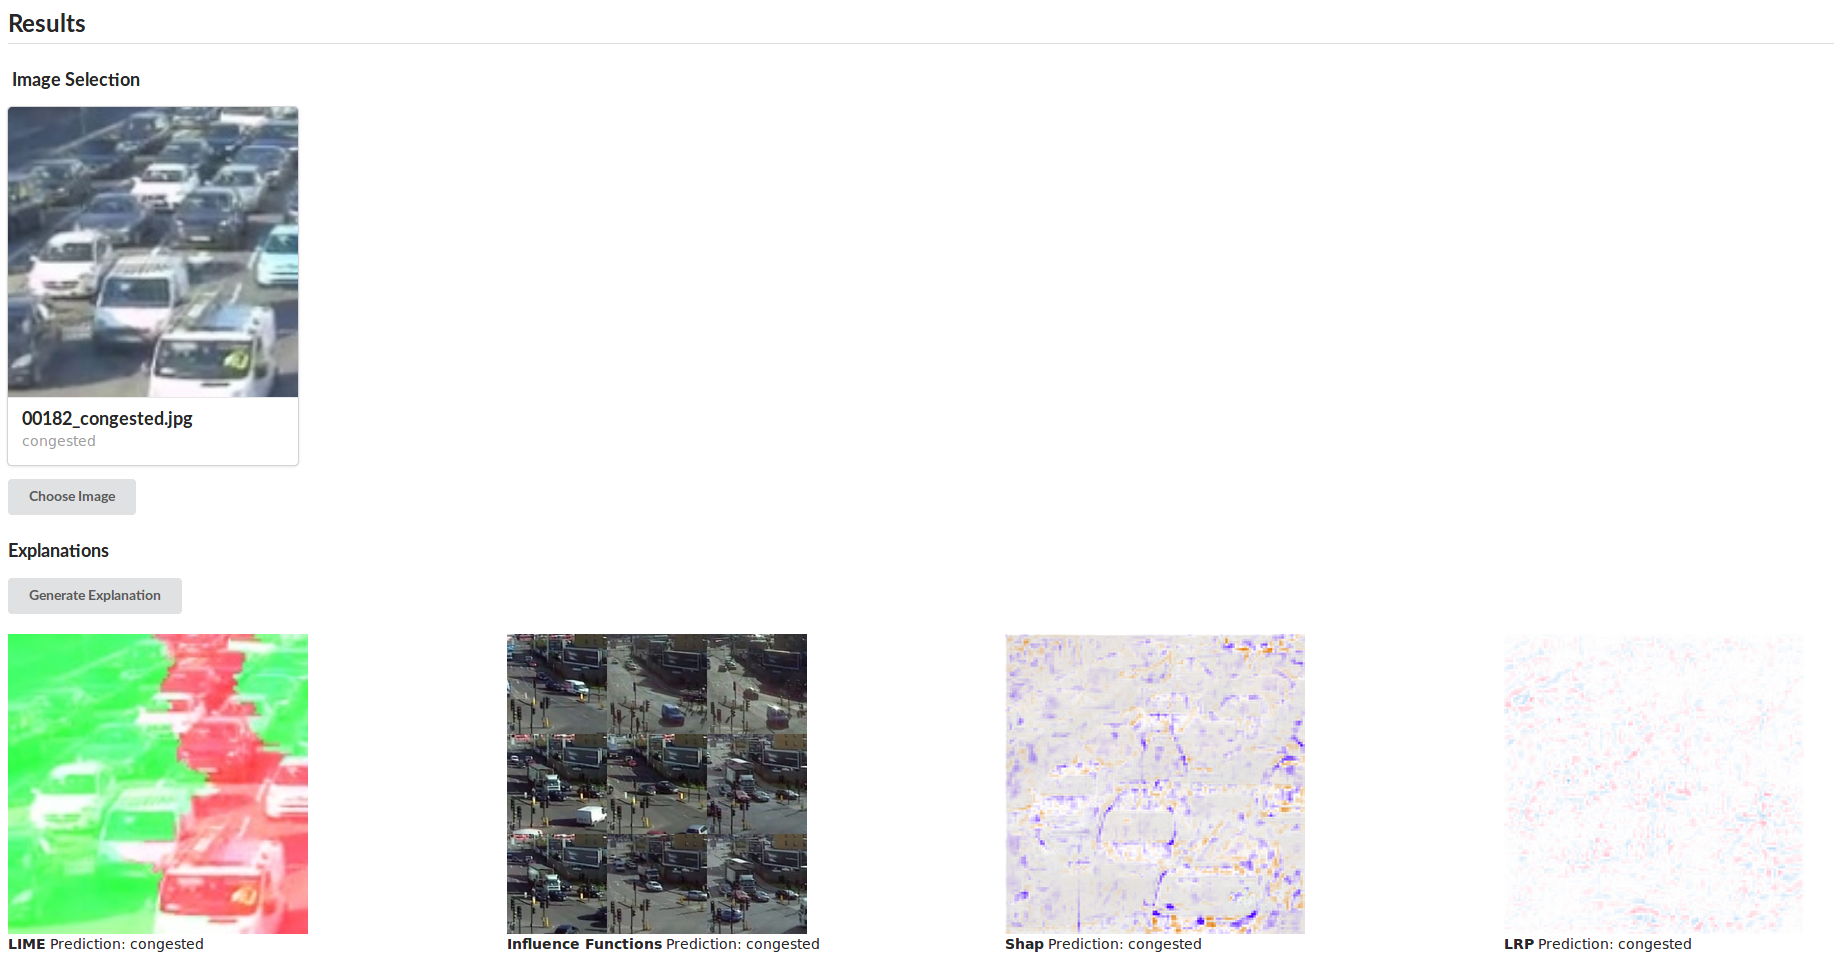 Results
Image Selection
00182_congested.jpg
congested
Choose Image
Explanations
Generate Explanation
LIME Prediction: congested
Influence Functions Prediction: congested
Shap Prediction: congested
LRP Prediction: congested